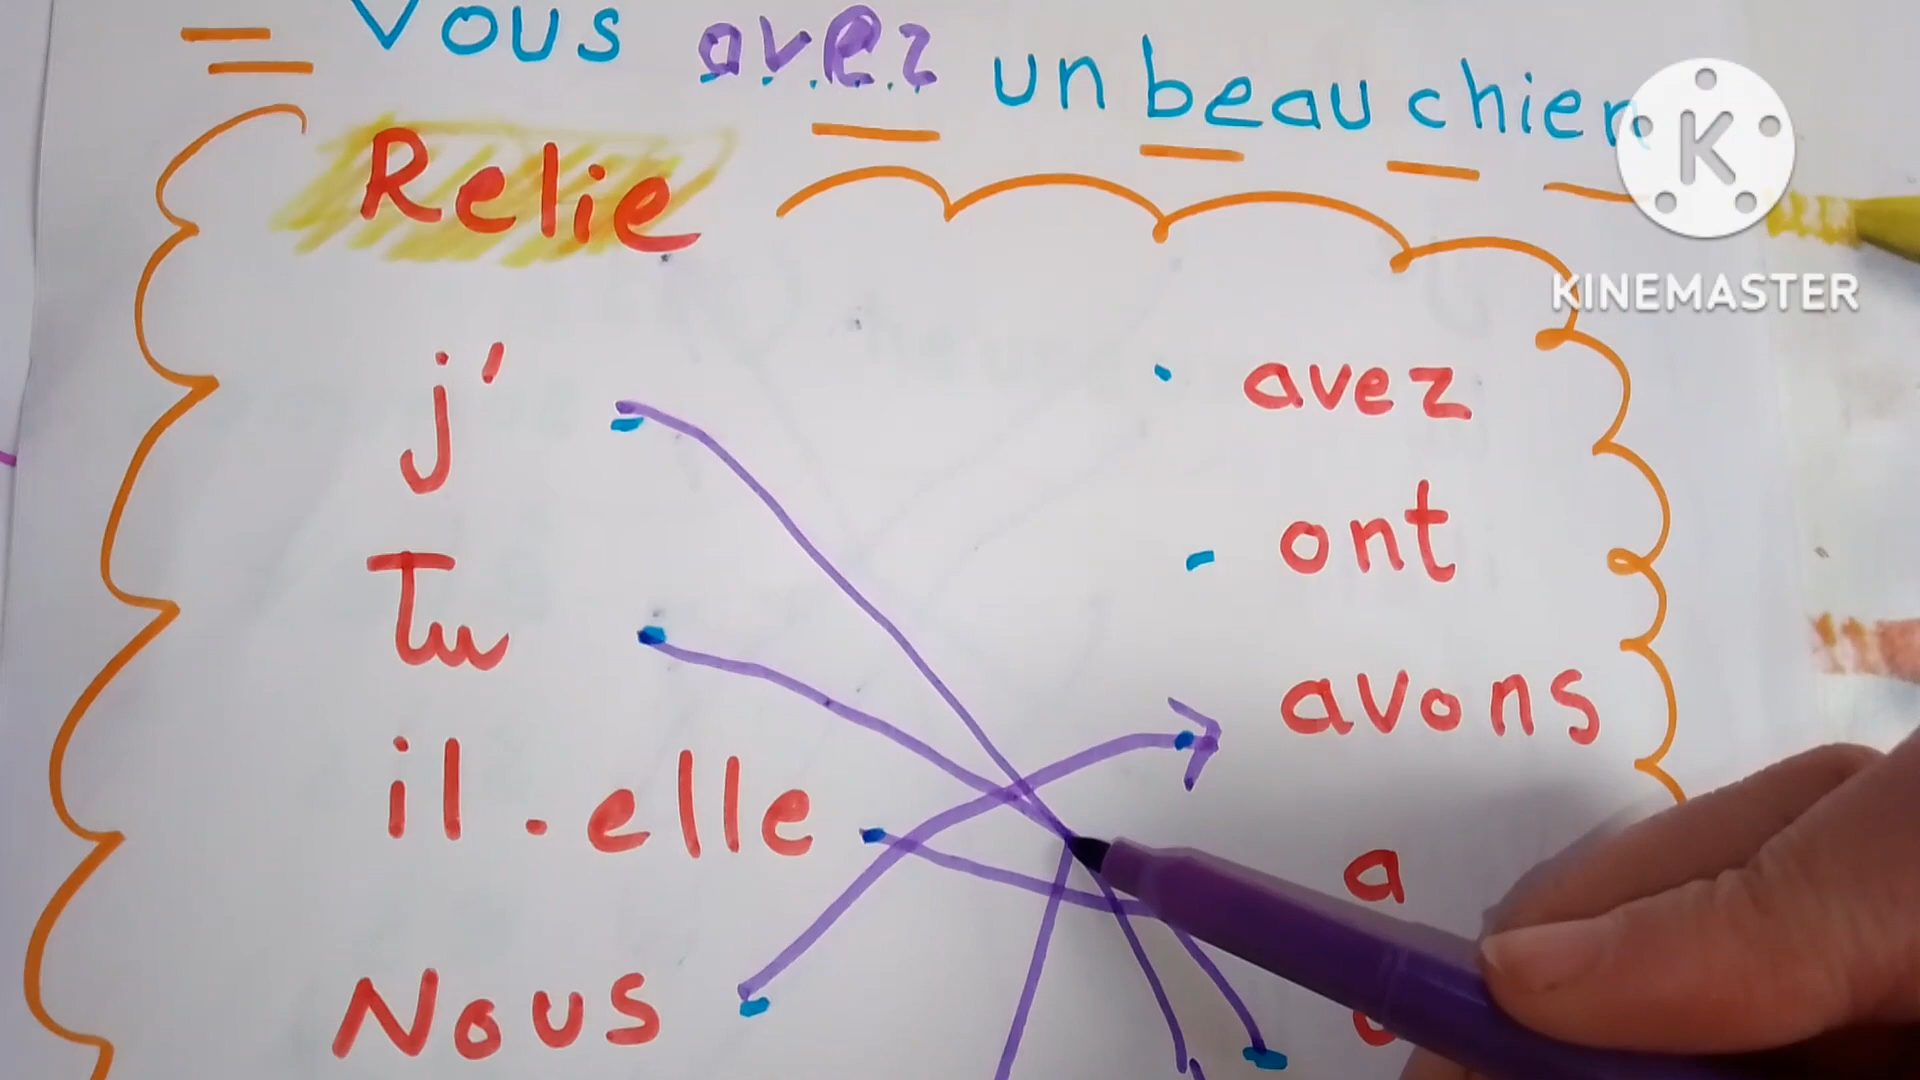 Vous avez un beau chien
Relie
j' avez
Tu ont
il . elle avons
Nous a
K
KINEMASTER